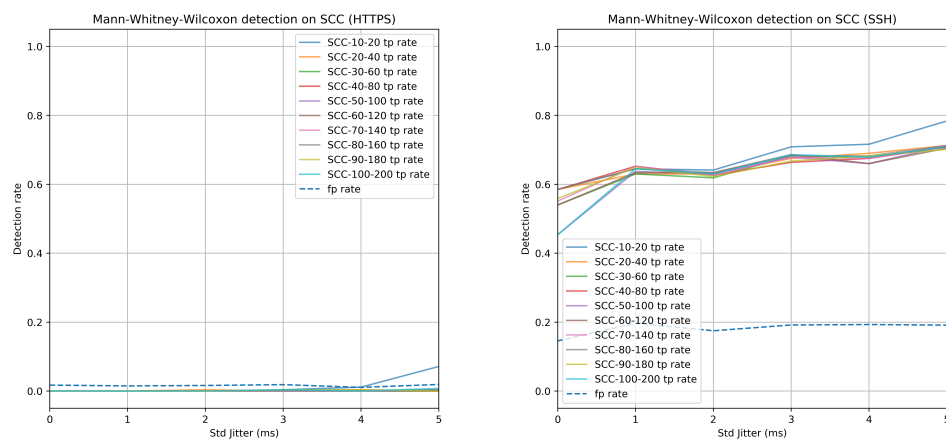 Mann-Whitney-Wilcoxon detection on SCC (HTTPS)
1.0
0.8
0.6
0.4
0.2
0.0
Detection rate
SCC-10-20 tp rate
SCC-20-40 tp rate
SCC-30-60 tp rate
SCC-40-80 tp rate
SCC-50-100 tp rate
SCC-60-120 tp rate
SCC-70-140 tp rate
SCC-80-160 tp rate
SCC-90-180 tp rate
SCC-100-200 tp rate
fp rate
0 1 2 3 4 5
Std Jitter (ms)
Mann-Whitney-Wilcoxon detection on SCC (SSH)
1.0
0.8
0.6
0.4
0.2
0.0
Detection rate
SCC-10-20 tp rate
SCC-20-40 tp rate
SCC-30-60 tp rate
SCC-40-80 tp rate
SCC-50-100 tp rate
SCC-60-120 tp rate
SCC-70-140 tp rate
SCC-80-160 tp rate
SCC-90-180 tp rate
SCC-100-200 tp rate
fp rate
0 1 2 3 4 5
Std Jitter (ms)